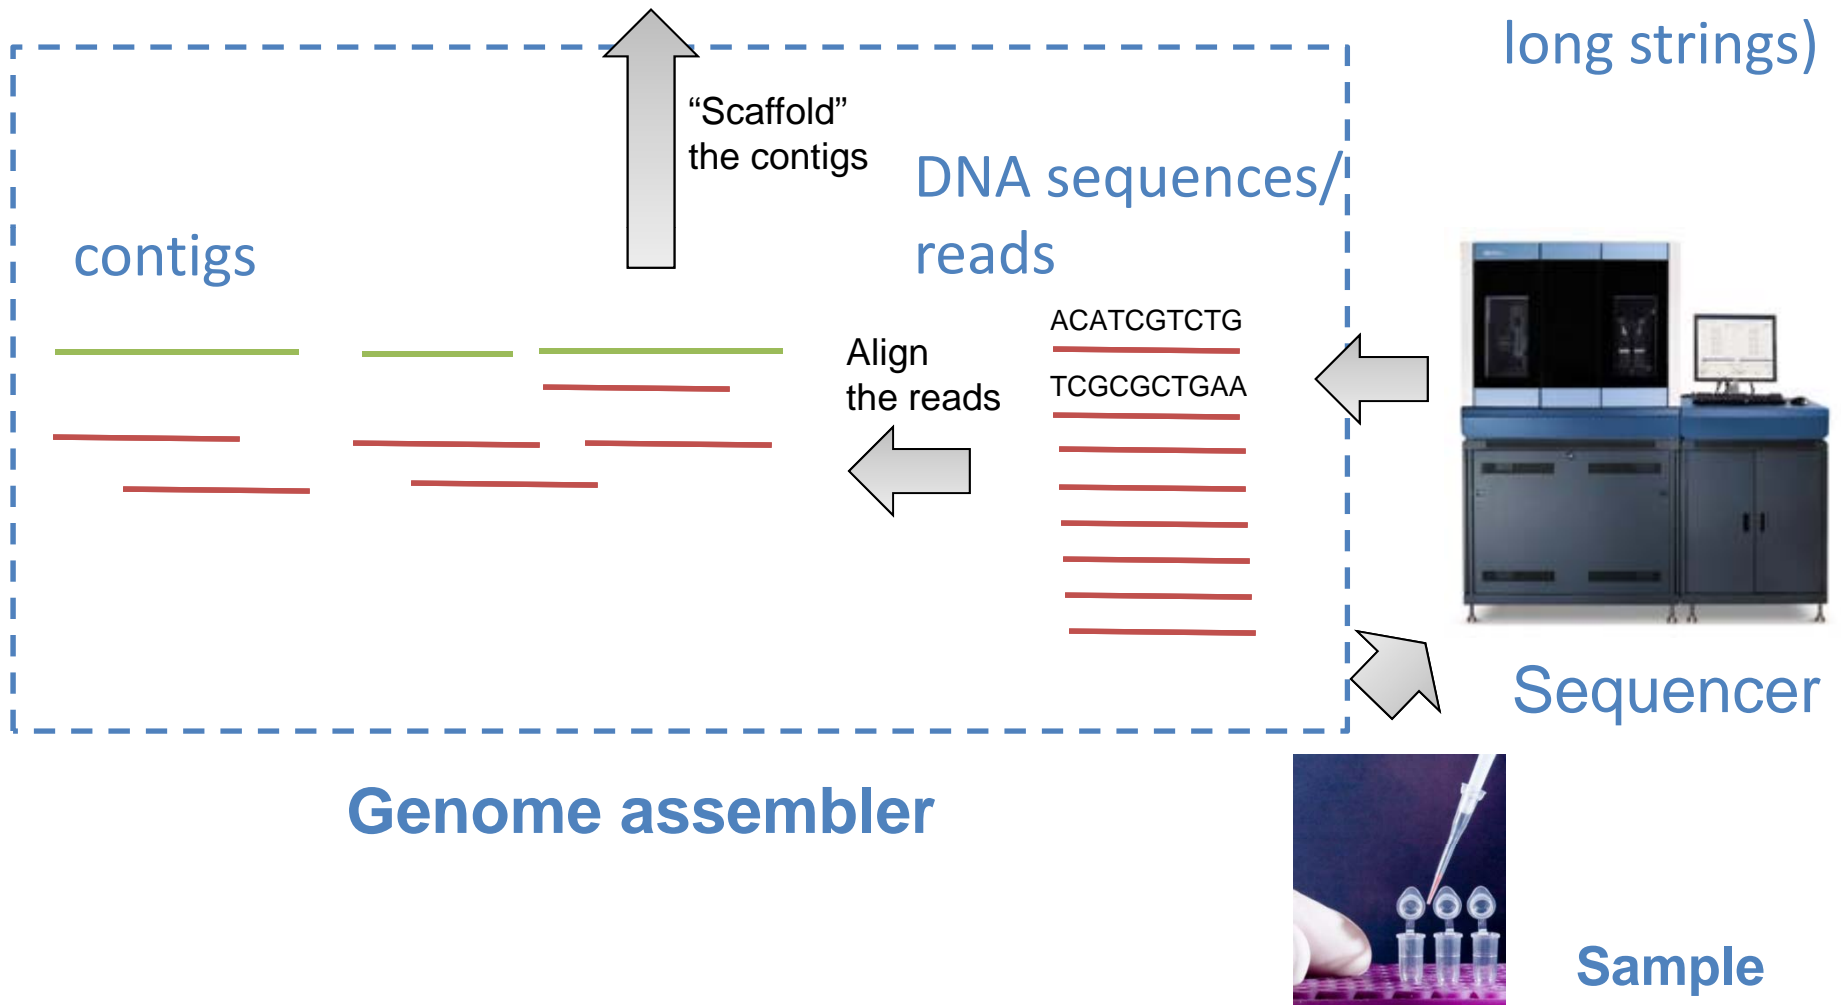 long strings)
“Scaffold”
the contigs
DNA sequences/
reads
contigs
ACATCGTCTG
Align
the reads
TCGCGCTGAA
Sequencer
Genome assembler
Sample